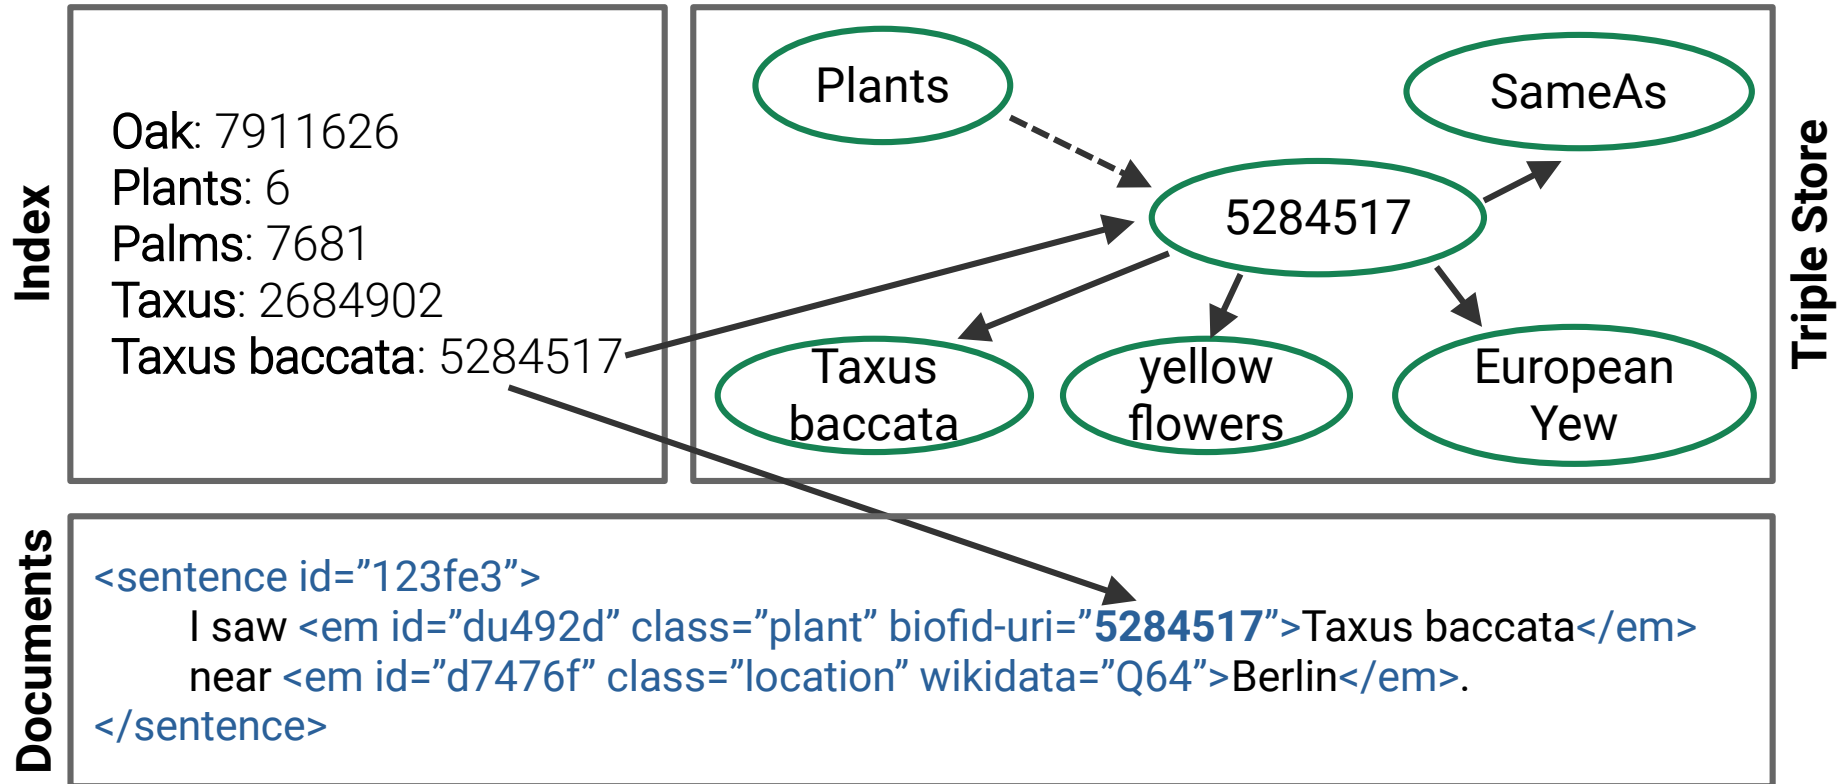 Index
Oak: 7911626
Plants: 6
Palms: 7681
Taxus: 2684902
Taxus baccata: 5284517
Plants
SameAs
5284517
Taxus
baccata
yellow
flowers
European
Yew
Triple Store
Documents
<sentence id=”123fe3”>
I saw <em id=”du492d” class=”plant” biofid-uri=”5284517”>Taxus baccata</em>
near <em id=”d7476f” class=”location” wikidata=”Q64”>Berlin</em>.
</sentence>